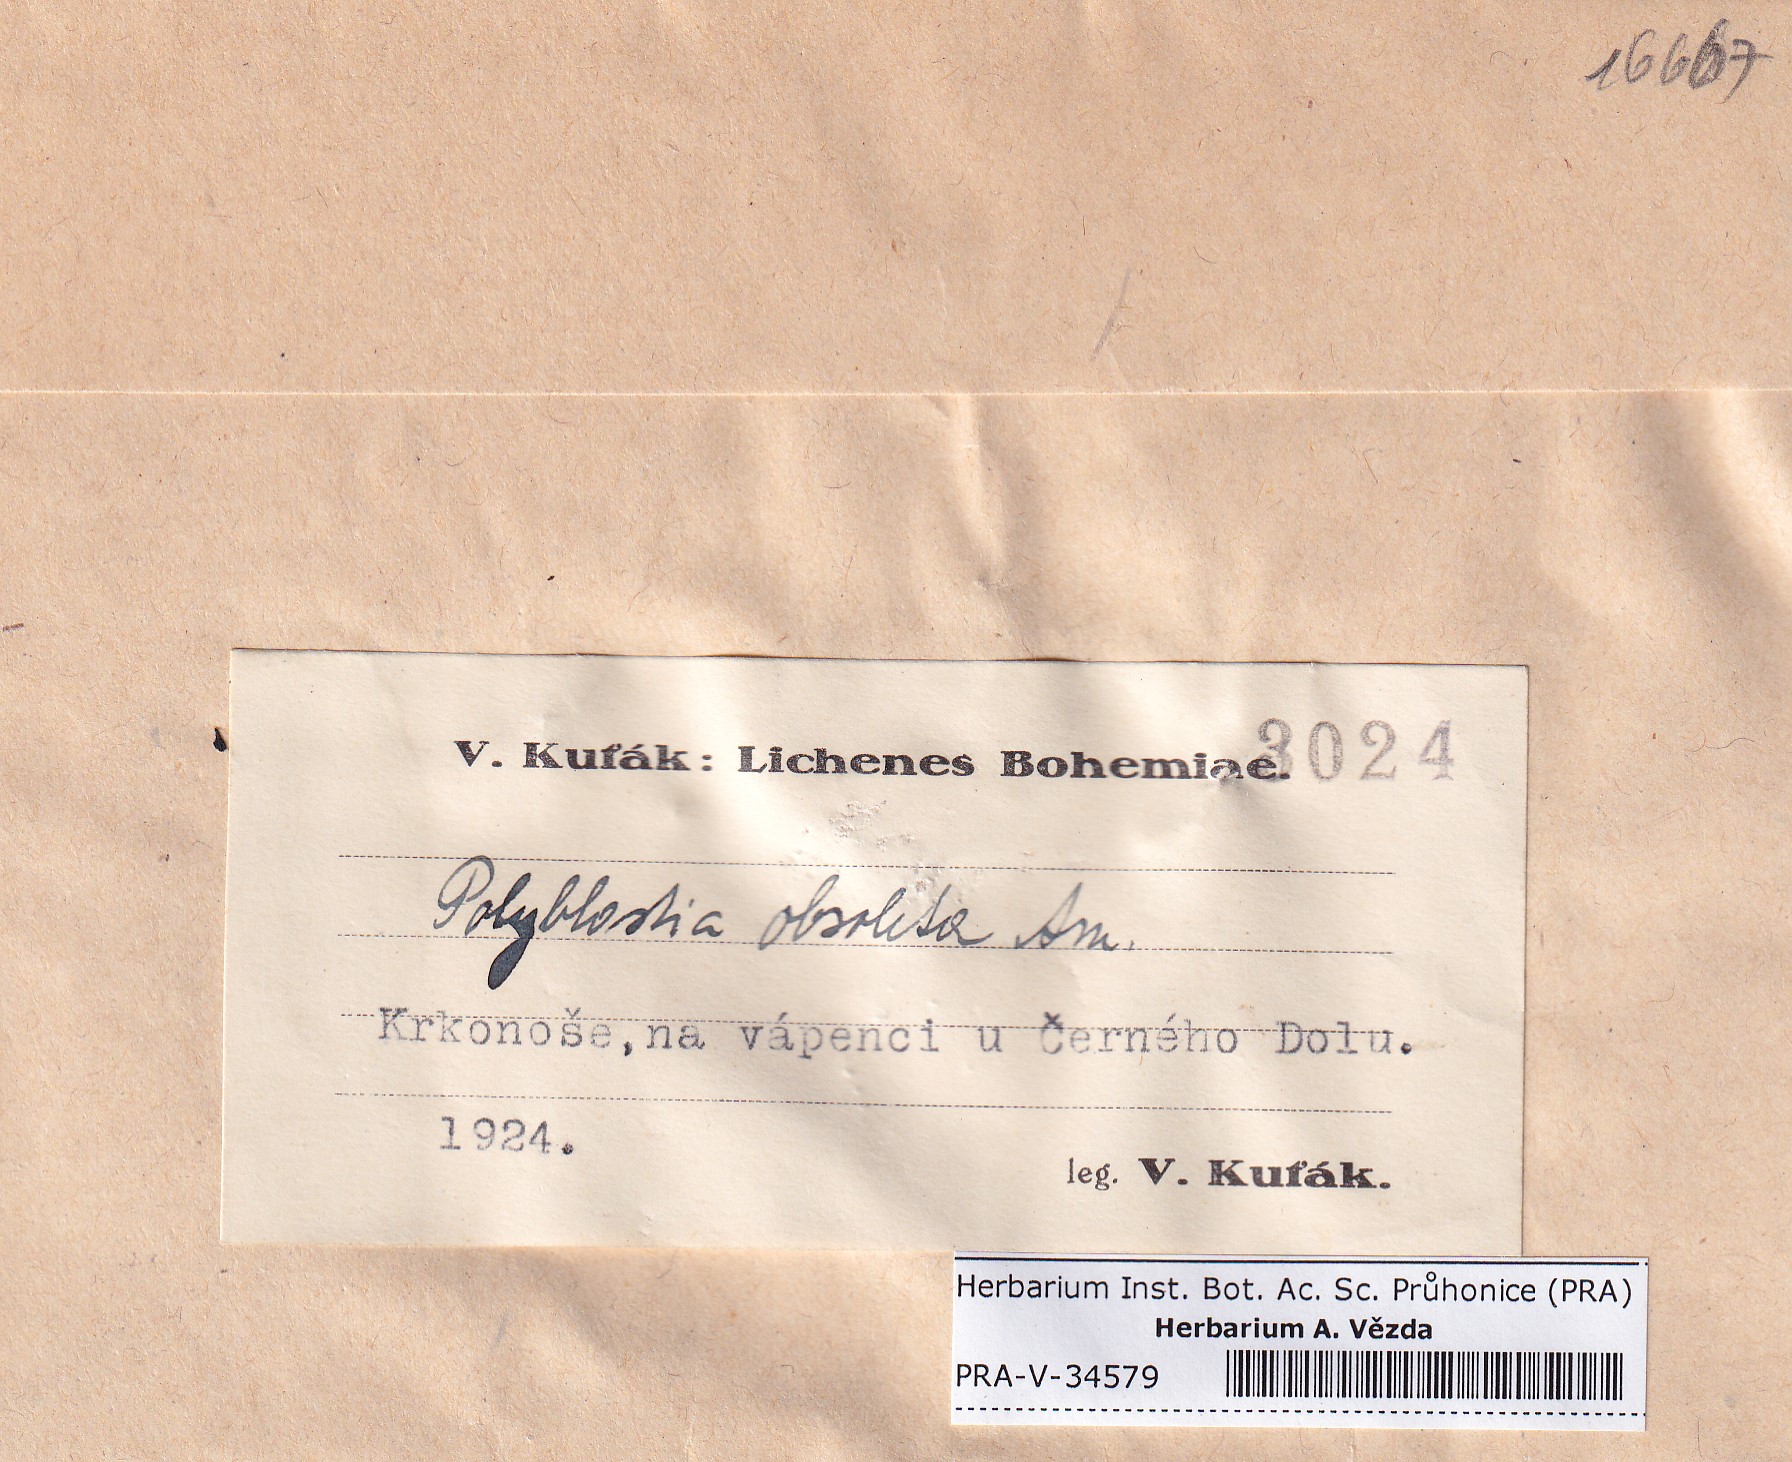 16667
V. Kuťák: Lichenes Bohemiae. 3024
Polyblastia obsoleta Arn.
Krkonoše, na vápenci u Černého Dolu.
1924.
leg. V. Kuťák.
Herbarium Inst. Bot. Ac. Sc. Průhonice (PRA)
Herbarium A. Vězda
PRA-V-34579